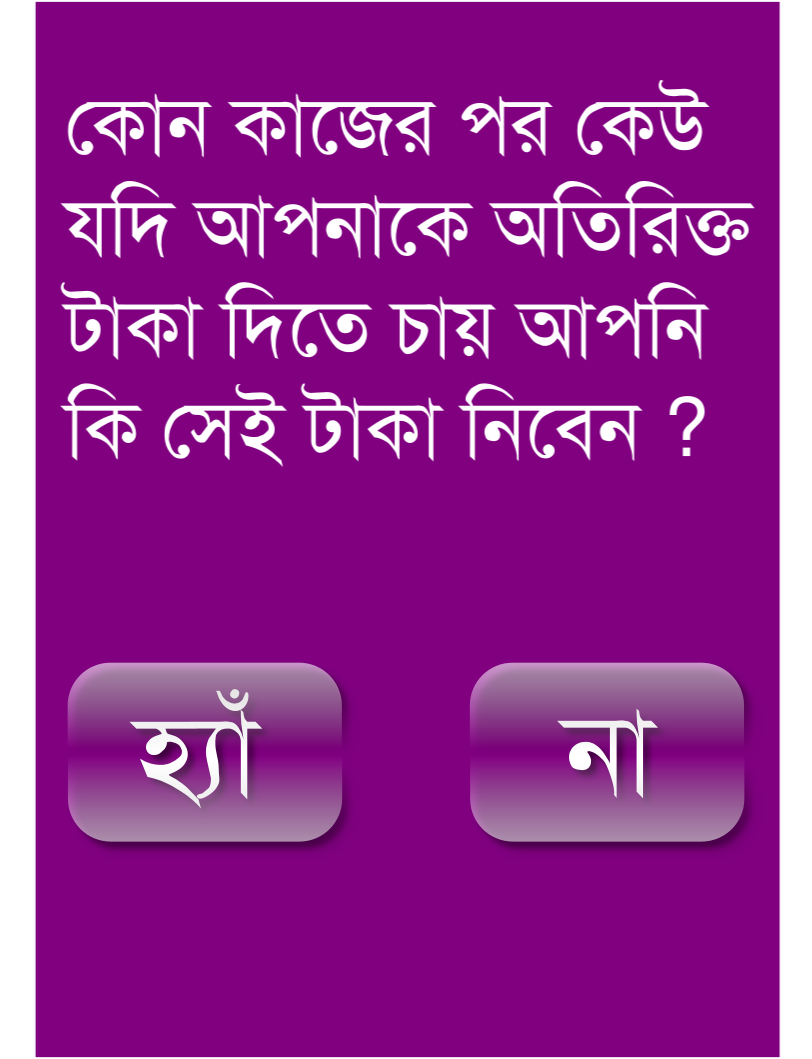 কোন কাজের পর কেউ
যদি আপনাকে অতিরিক্ত
টাকা দিতে চায় আপনি
কি সেই টাকা নিবেন ?
হ্যাঁ
না